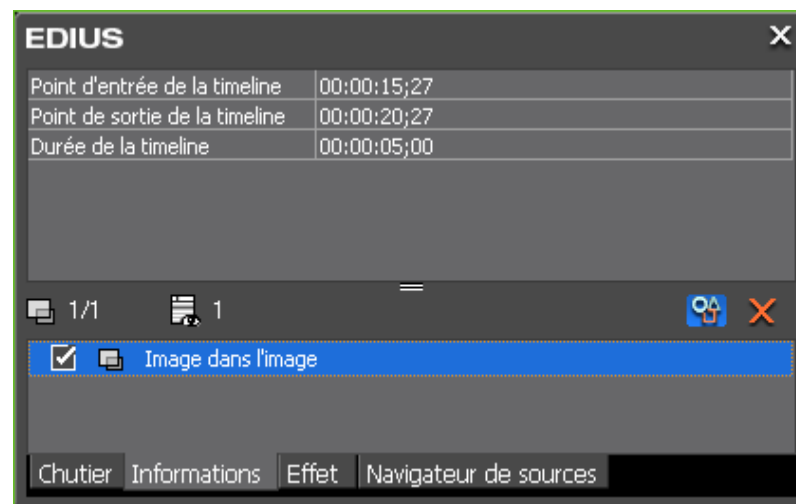 EDIUS
Point d'entrée de la timeline 00:00:15;27
Point de sortie de la timeline 00:00:20;27
Durée de la timeline 00:00:05;00
1/1 1
Image dans l'image
Chutier Informations Effet Navigateur de sources